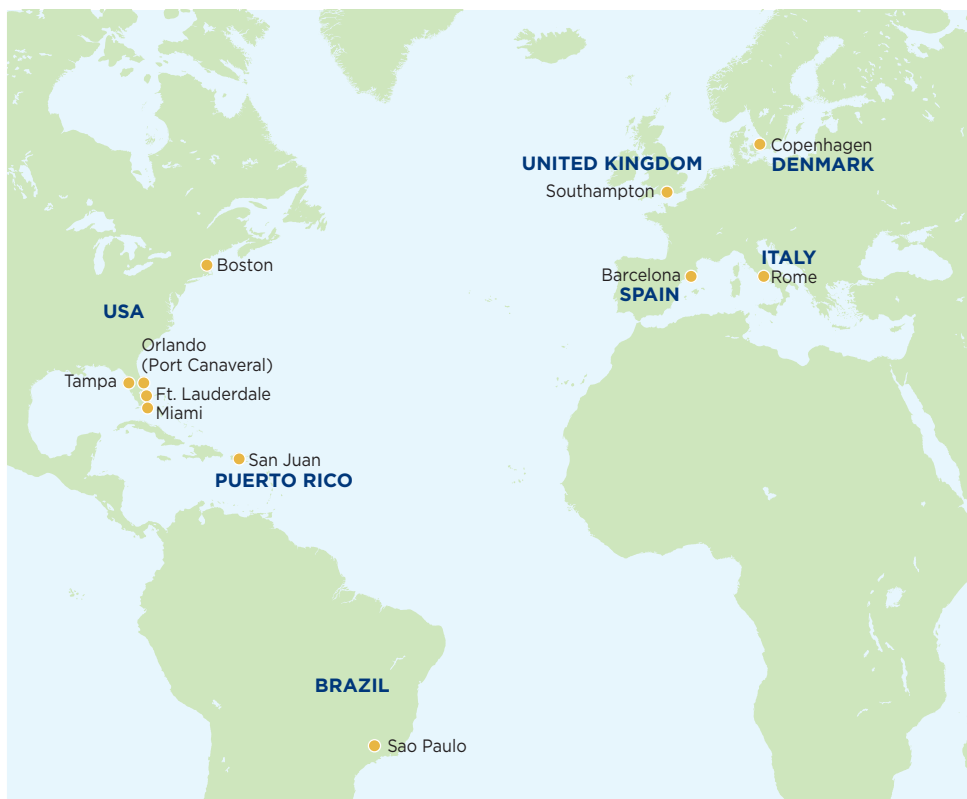 Copenhagen
DENMARK
UNITED KINGDOM
Southampton
Boston
ITALY
Rome
Barcelona
SPAIN
USA
Orlando
(Port Canaveral)
Tampa
Ft. Lauderdale
Miami
San Juan
PUERTO RICO
BRAZIL
Sao Paulo